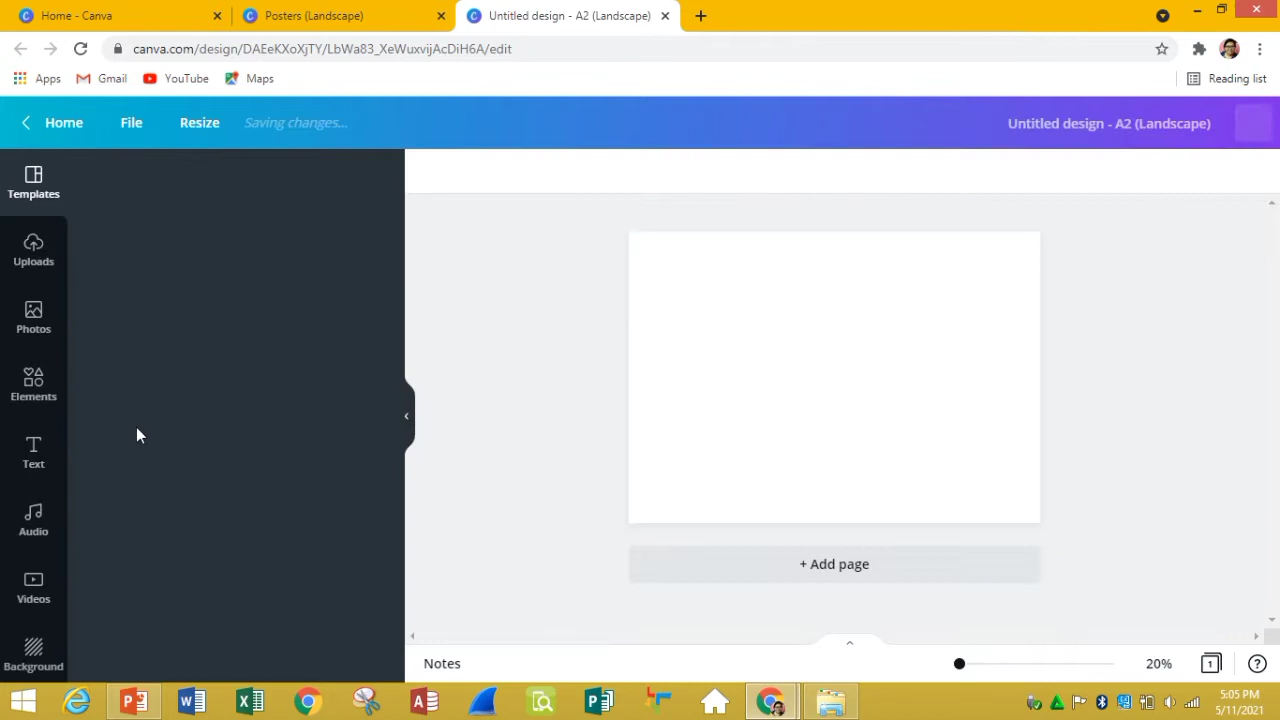 Home - Canva
Posters (Landscape)
Untitled design - A2 (Landscape)
canva.com/design/DAEeKXoXjTY/LbWa83_XeWuxvijAcDiH6A/edit
Apps
Gmail
YouTube
Maps
Reading list
Home
File
Resize
Saving changes...
Untitled design - A2 (Landscape)
Templates
Uploads
Photos
Elements
Text
Audio
Videos
Background
+ Add page
Notes
20%
1
5:05 PM
5/11/2021